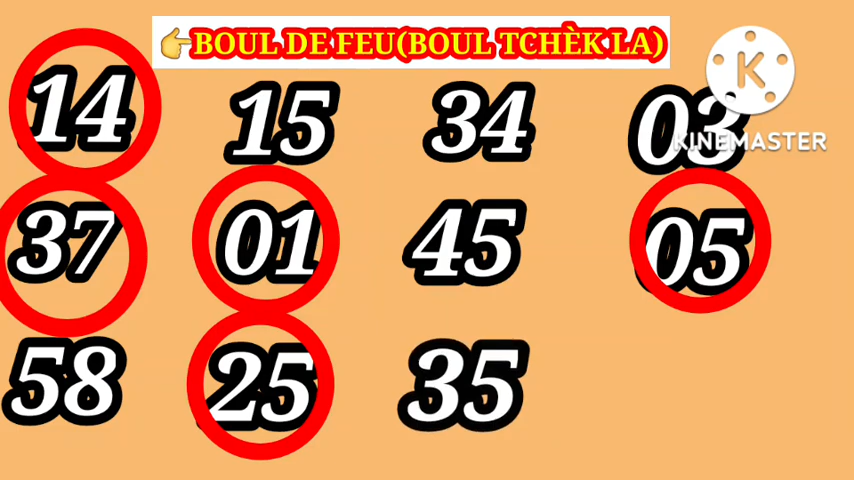 👉BOUL DE FEU(BOUL TCHÈK LA)
K
KINEMASTER
14 15 34 03
37 01 45 05
58 25 35